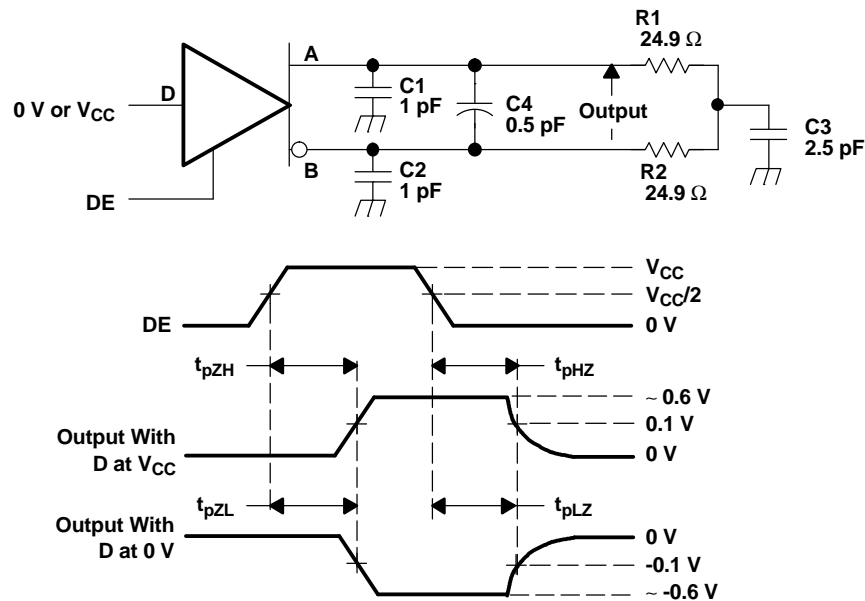 R1
24.9 Ω
A
D
C1
1 pF
C4
0.5 pF
Output
0 V or VCC
C3
2.5 pF
B
C2
1 pF
R2
24.9 Ω
DE
VCC
VCC/2
DE
0 V
tpZH
tpHZ
~ 0.6 V
0.1 V
Output With
D at VCC
0 V
tpZL
tpLZ
Output With
D at 0 V
0 V
-0.1 V
~ -0.6 V